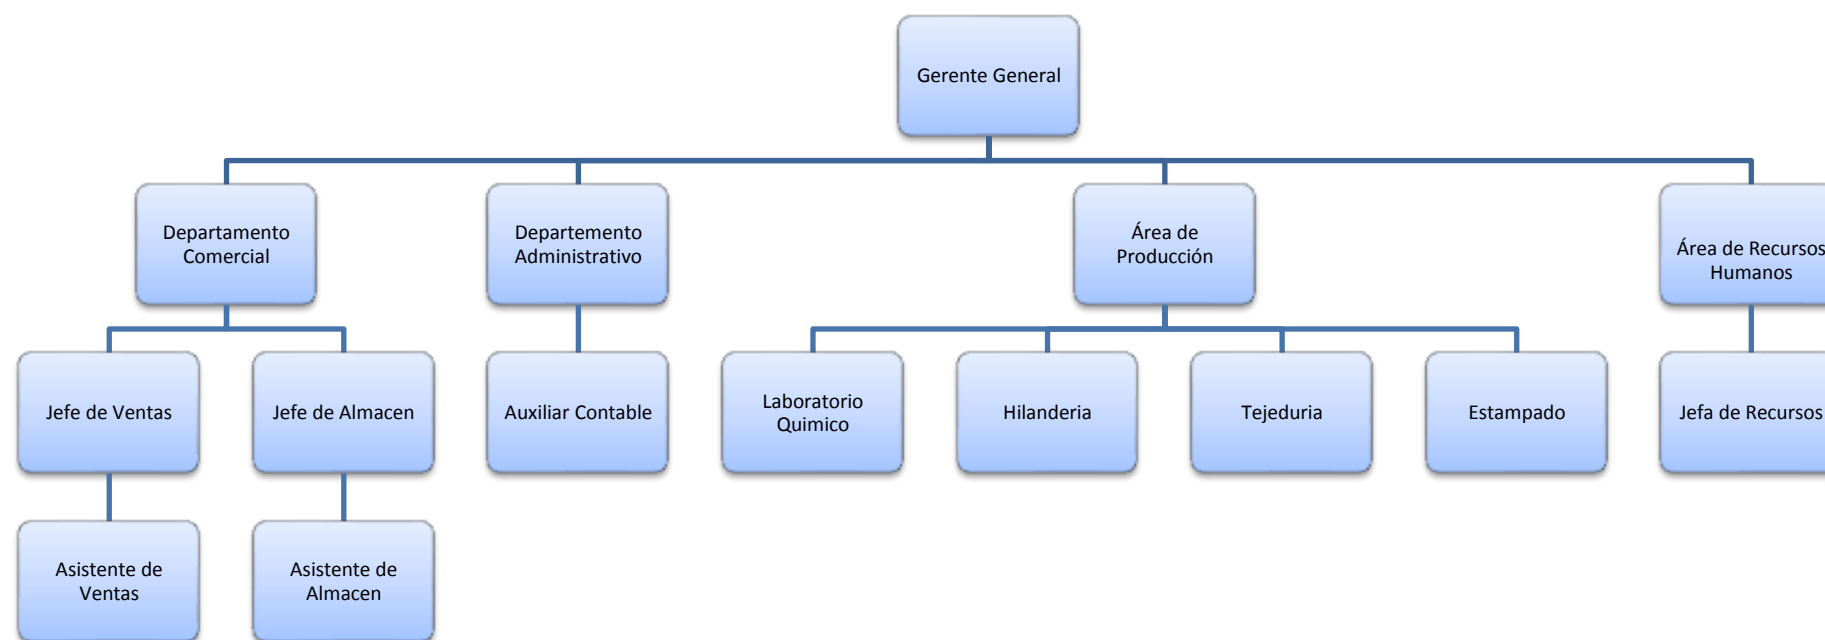 Gerente General
Departamento
Comercial
Departemento
Administrativo
Área de
Producción
Área de Recursos
Humanos
Jefe de Ventas
Jefe de Almacen
Auxiliar Contable
Laboratorio
Quimico
Hilanderia
Tejeduria
Estampado
Jefa de Recursos
Asistente de
Ventas
Asistente de
Almacen